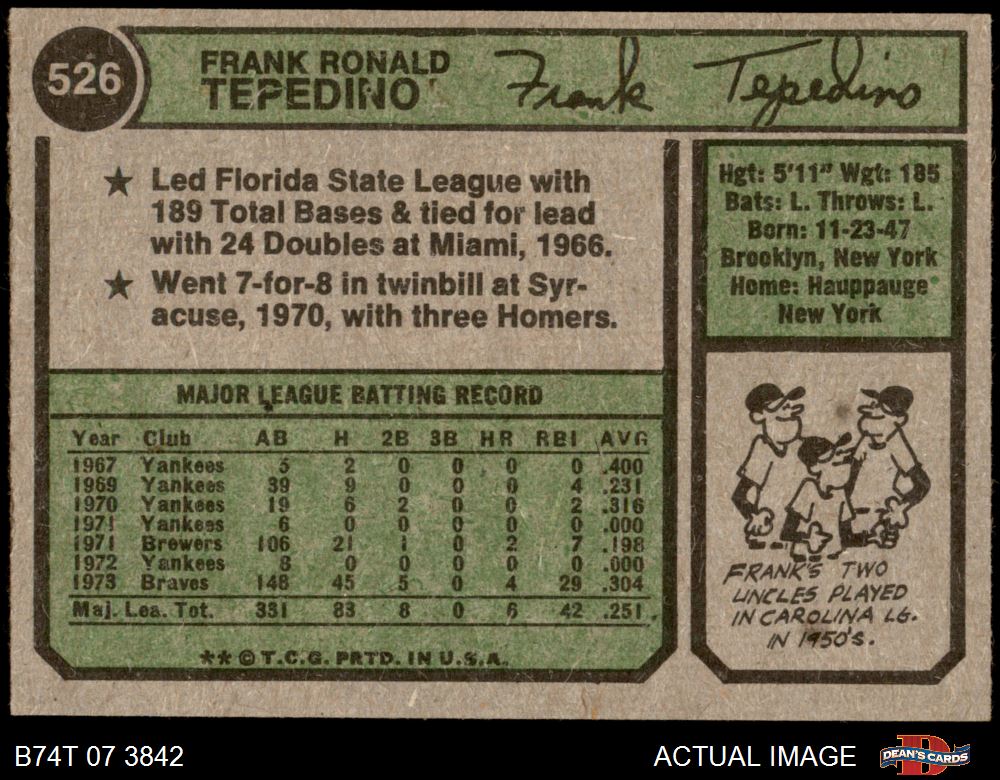 526
FRANK RONALD
TEPEDINO
Frank Tepedino
★ Led Florida State League with
189 Total Bases & tied for lead
with 24 Doubles at Miami, 1966.
★ Went 7-for-8 in twinbill at Syr-
acuse, 1970, with three Homers.
Hgt: 5'11" Wgt: 185
Bats: L. Throws: L.
Born: 11-23-47
Brooklyn, New York
Home: Hauppauge
New York
MAJOR LEAGUE BATTING RECORD
Year Club AB H 2B 3B HR RBI AVG
1967 Yankees 5 2 0 0 0 0 .400
1969 Yankees 39 9 0 0 0 4 .231
1970 Yankees 19 6 2 0 0 2 .316
1971 Yankees 6 0 0 0 0 0 .000
1971 Brewers 106 21 1 0 2 7 .198
1972 Yankees 8 0 0 0 0 0 .000
1973 Braves 148 45 5 0 4 29 .304
Maj. Lea. Tot. 331 83 8 0 6 42 .251
** © T.C.G. PRTD. IN U.S.A.
FRANK'S TWO
UNCLES PLAYED
IN CAROLINA LG.
IN 1950'S.
B74T 07 3842
ACTUAL IMAGE
DEAN'S CARDS